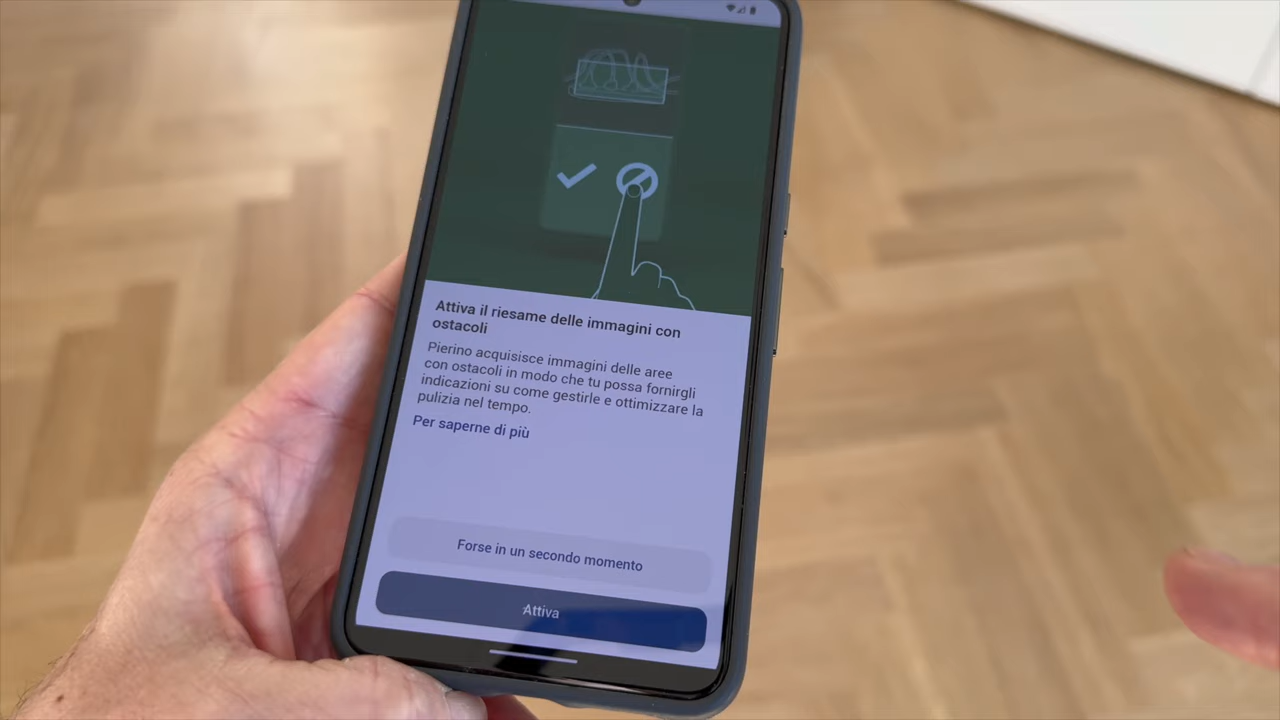 Attiva il riesame delle immagini con
ostacoli
Pierino acquisisce immagini delle aree
con ostacoli in modo che tu possa fornirgli
indicazioni su come gestirle e ottimizzare la
pulizia nel tempo.
Per saperne di più
Forse in un secondo momento
Attiva